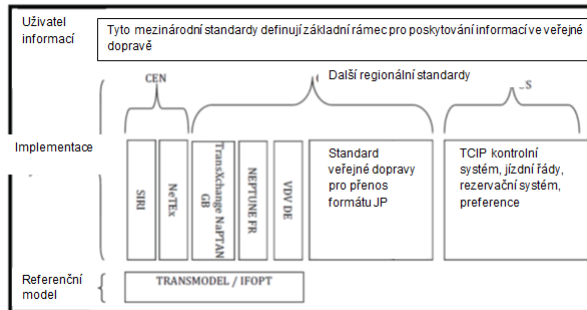 Uživatel
informací
Tyto mezinárodní standardy definují základní rámec pro poskytování informací ve veřejné
dopravě
CEN
Další regionální standardy
_S
Implementace
SIRI
NeTEx
TransXchange NaPTAN
GB
NEPTUNE FR
VDV DE
Standard
veřejné dopravy
pro přenos
formátu JP
TCIP kontrolní
systém, jízdní řády,
rezervační systém,
preference
Referenční
model
TRANSMODEL / IFOPT